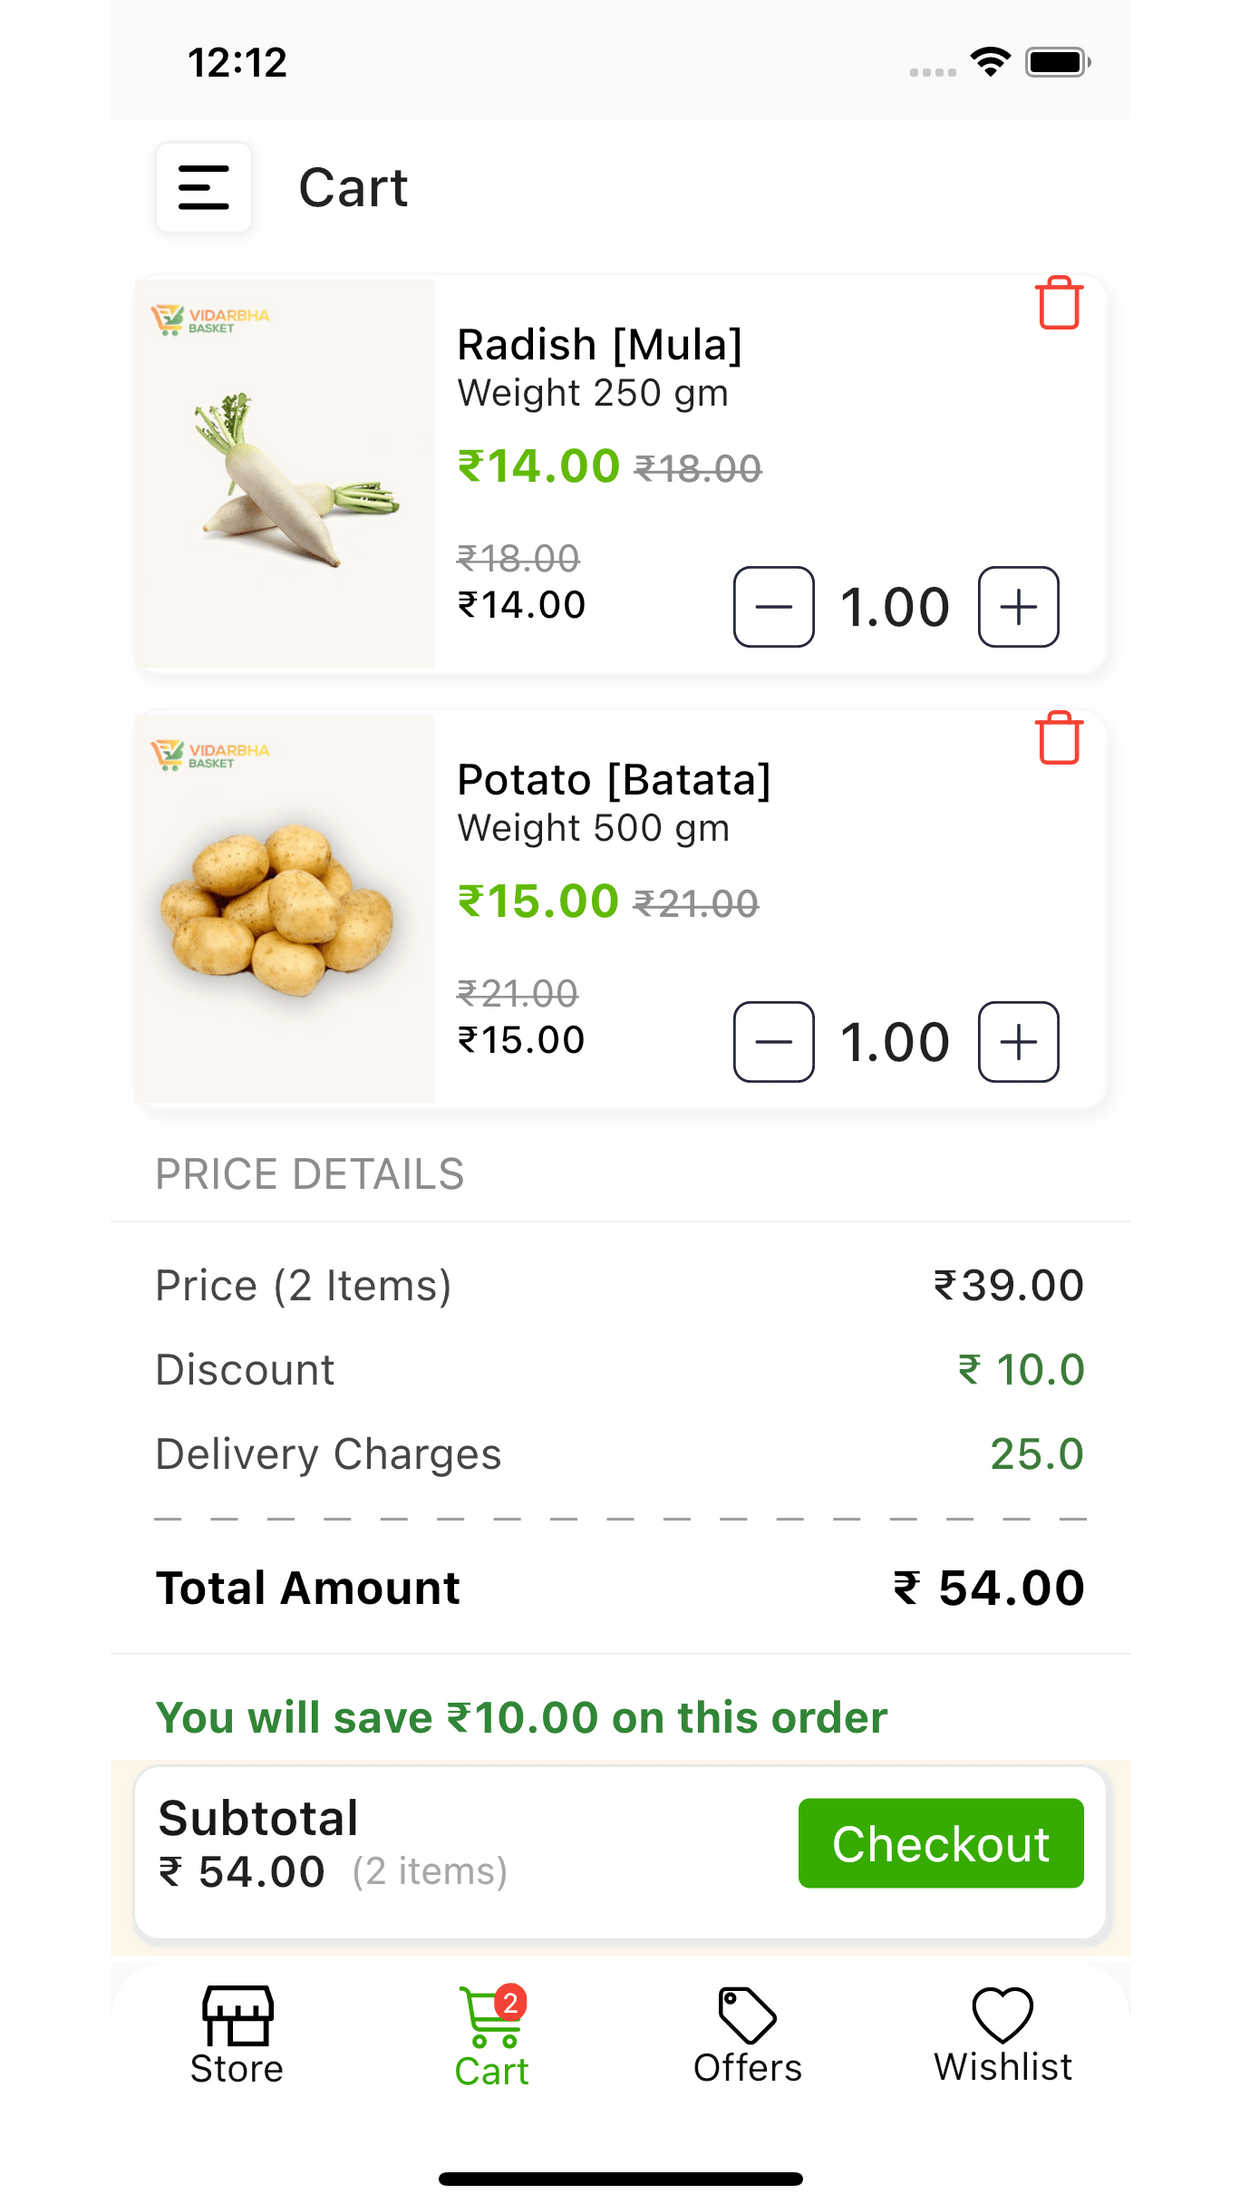 12:12
Cart
VIDARBHA
BASKET
Radish [Mula]
Weight 250 gm
₹14.00 ₹18.00
₹18.00
₹14.00
1.00
VIDARBHA
BASKET
Potato [Batata]
Weight 500 gm
₹15.00 ₹21.00
₹21.00
₹15.00
1.00
PRICE DETAILS
Price (2 Items) ₹39.00
Discount ₹ 10.0
Delivery Charges 25.0
Total Amount ₹ 54.00
You will save ₹10.00 on this order
Subtotal
₹ 54.00 (2 items)
Checkout
2
Store Cart Offers Wishlist